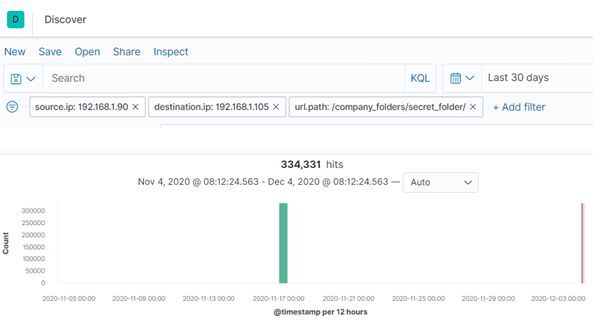 D Discover
New Save Open Share Inspect
Search KQL Last 30 days
source.ip: 192.168.1.90 × destination.ip: 192.168.1.105 × url.path: /company_folders/secret_folder/ × + Add filter
334,331 hits
Nov 4, 2020 @ 08:12:24.563 - Dec 4, 2020 @ 08:12:24.563 — Auto
Count
300000
250000
200000
150000
100000
50000
0
2020-11-05 00:00 2020-11-09 00:00 2020-11-13 00:00 2020-11-17 00:00 2020-11-21 00:00 2020-11-25 00:00 2020-11-29 00:00 2020-12-03 00:00
@timestamp per 12 hours